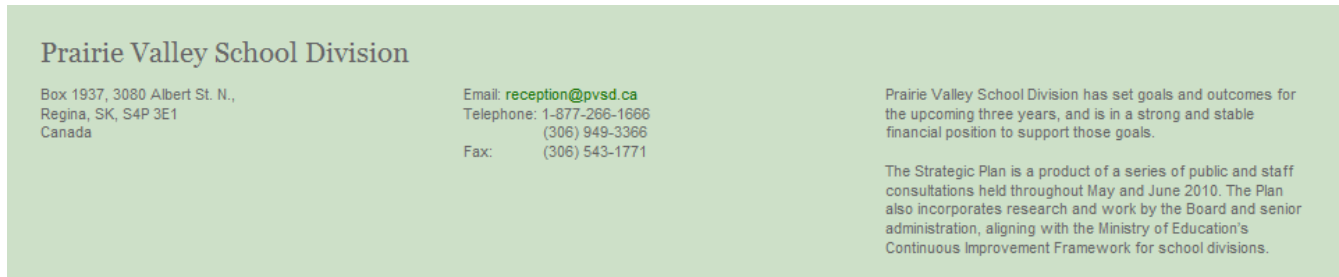 Prairie Valley School Division
Box 1937, 3080 Albert St. N.,
Regina, SK, S4P 3E1
Canada
Email: reception@pvsd.ca
Telephone: 1-877-266-1666
(306) 949-3366
Fax: (306) 543-1771
Prairie Valley School Division has set goals and outcomes for
the upcoming three years, and is in a strong and stable
financial position to support those goals.
The Strategic Plan is a product of a series of public and staff
consultations held throughout May and June 2010. The Plan
also incorporates research and work by the Board and senior
administration, aligning with the Ministry of Education's
Continuous Improvement Framework for school divisions.